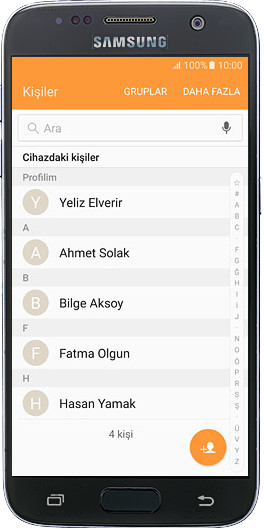 SAMSUNG
100% 10:00
Kişiler GRUPLAR DAHA FAZLA
Ara
Cihazdaki kişiler
Profilim
Y Yeliz Elverir
A
A Ahmet Solak
B
B Bilge Aksoy
F
F Fatma Olgun
H
H Hasan Yamak
4 kişi
#
A
B
C
F
G
Ğ
H
I
İ
J
N
O
Ö
P
R
S
Ş
Ü
V
Y
Z